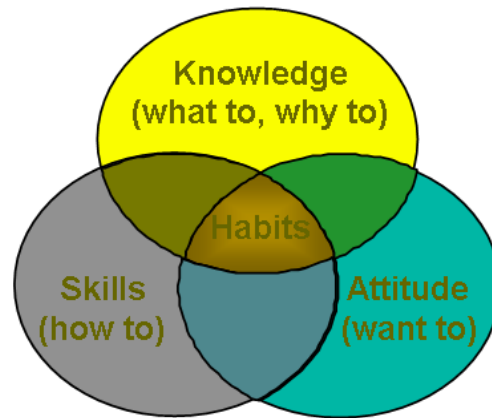 Knowledge
(what to, why to)
Habits
Skills
(how to)
Attitude
(want to)